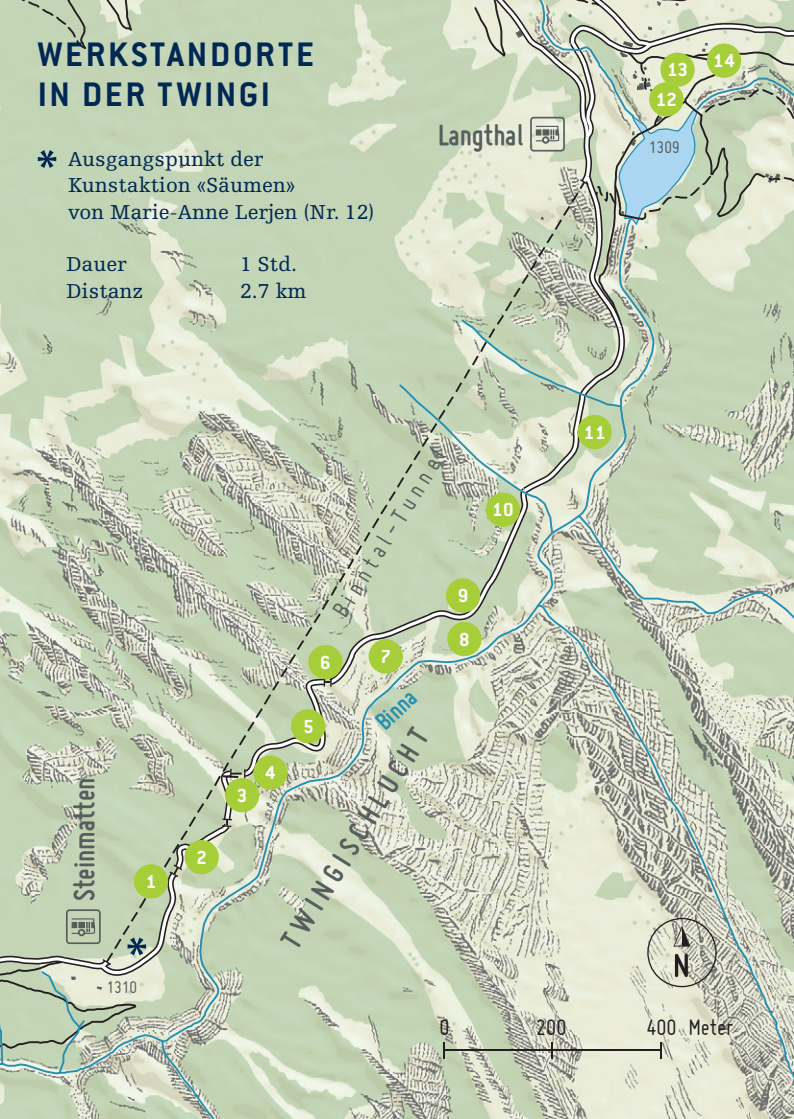 WERKSTANDORTE
IN DER TWINGI
* Ausgangspunkt der
Kunstaktion «Säumen»
von Marie-Anne Lerjen (Nr. 12)
Dauer 1 Std.
Distanz 2.7 km
14
13
12
Langthal
1309
11
Binntal-Tunnel
10
9
8
7
6
Binna
5
4
3
TWINGISCHLUCHT
Steinmatten
2
1
*
1310
N
0 200 400 Meter